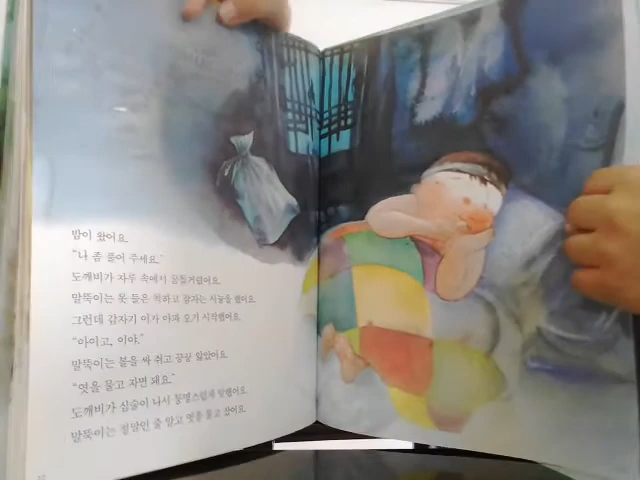 밤이 왔어요.
"나 좀 풀어 주세요."
도깨비가 자루 속에서 꿈틀거렸어요.
말뚝이는 못 들은 척하고 잠자는 시늉을 했어요.
그런데 갑자기 이가 아파 오기 시작했어요.
"아이고, 이야."
말뚝이는 볼을 싸 쥐고 끙끙 앓았어요.
"엿을 물고 자면 돼요."
도깨비가 심술이 나서 퉁명스럽게 말했어요.
말뚝이는 정말인 줄 알고 엿을 물고 잤어요.